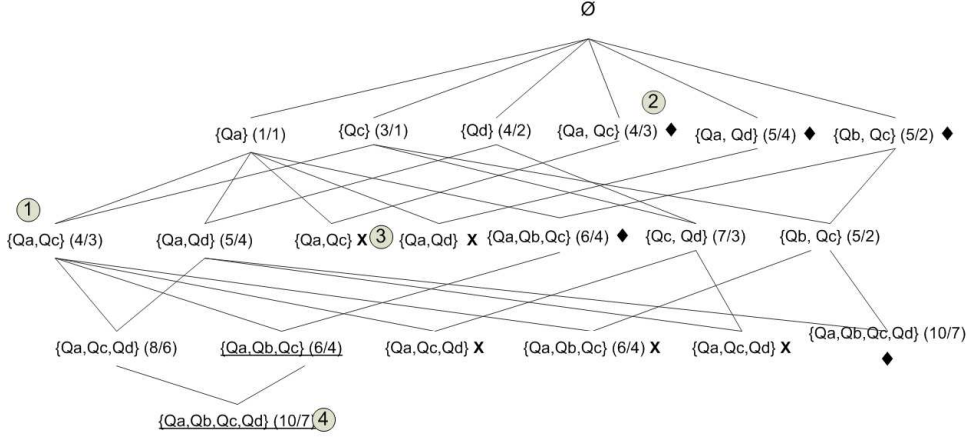 Ø
2
{Qa} (1/1) {Qc} (3/1) {Qd} (4/2) {Qa, Qc} (4/3) ♦ {Qa, Qd} (5/4) ♦ {Qb, Qc} (5/2) ♦
1
{Qa,Qc} (4/3) {Qa,Qd} (5/4) {Qa,Qc} X 3 {Qa,Qd} X {Qa,Qb,Qc} (6/4) ♦ {Qc, Qd} (7/3) {Qb, Qc} (5/2)
{Qa,Qc,Qd} (8/6) {Qa,Qb,Qc} (6/4) {Qa,Qc,Qd} X {Qa,Qb,Qc} (6/4) X {Qa,Qc,Qd} X {Qa,Qb,Qc,Qd} (10/7)
♦
{Qa,Qb,Qc,Qd} (10/7) 4